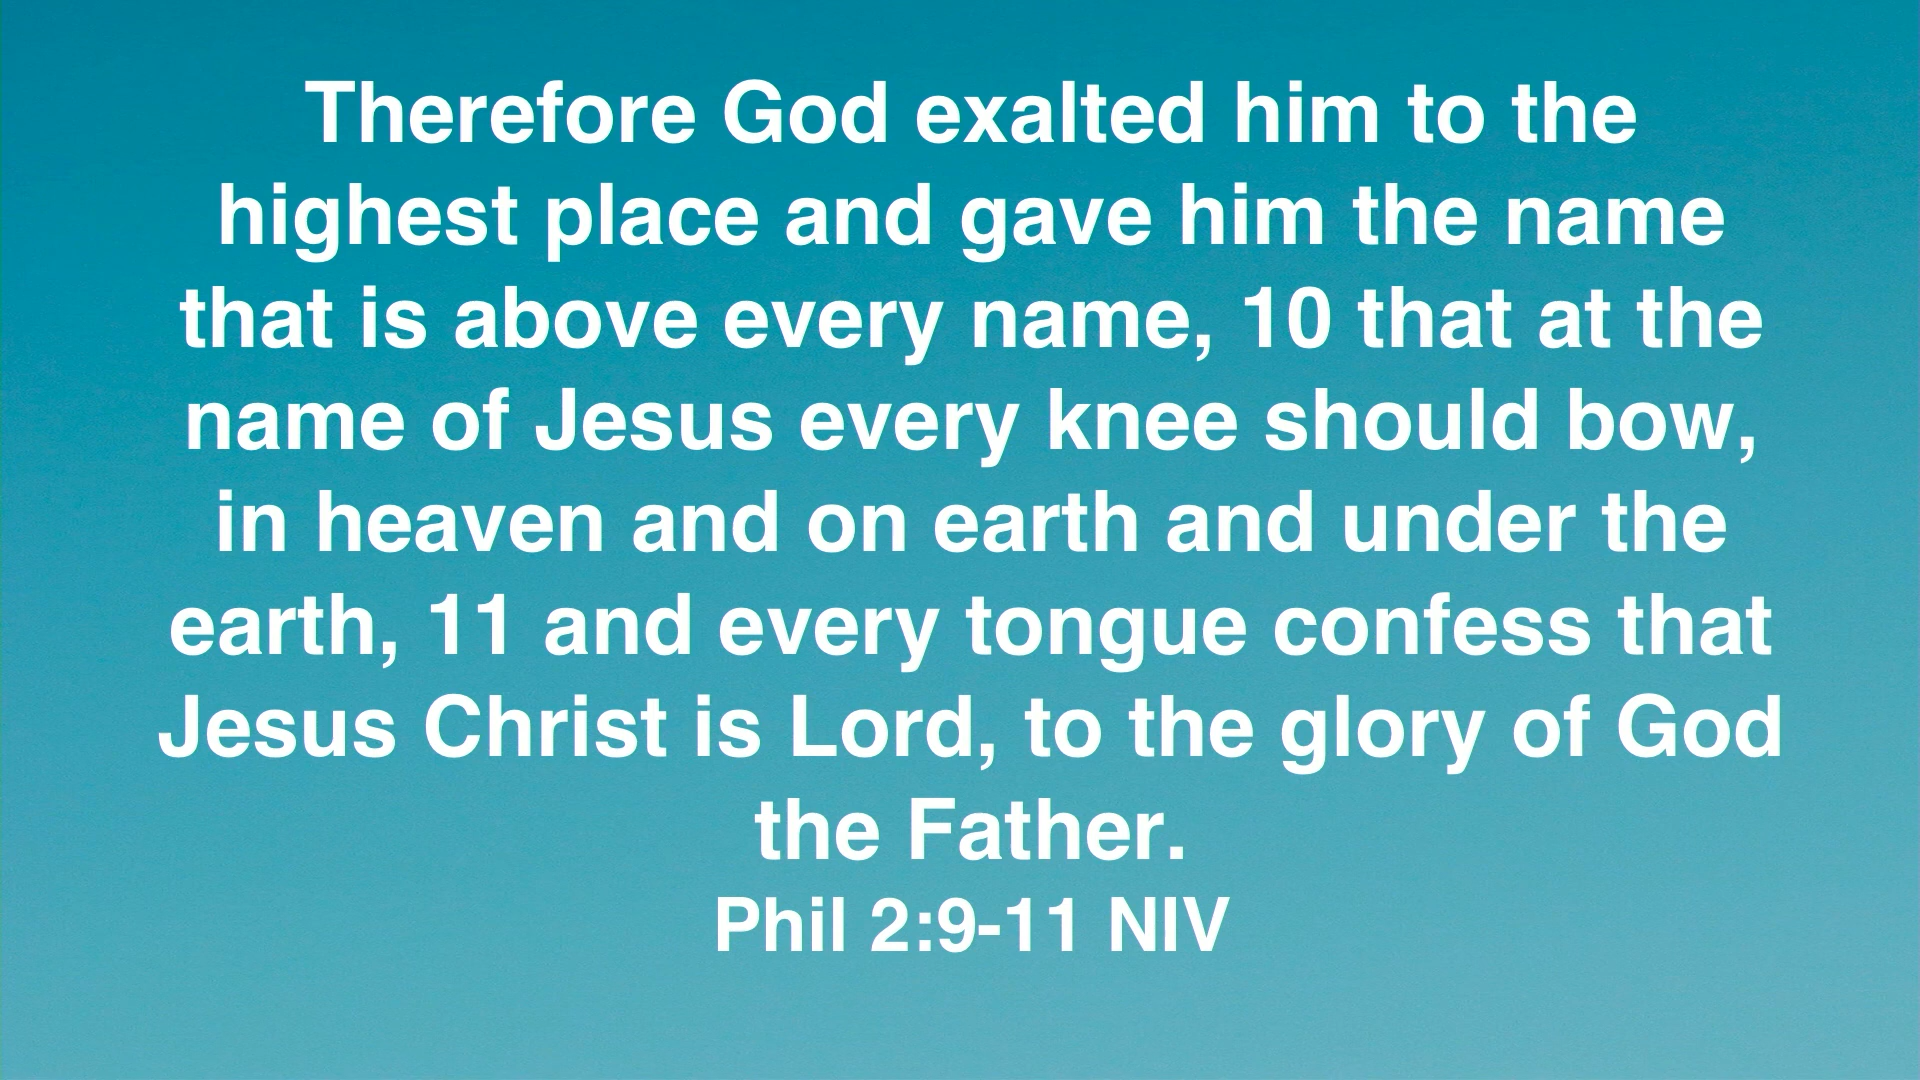 Therefore God exalted him to the
highest place and gave him the name
that is above every name, 10 that at the
name of Jesus every knee should bow,
in heaven and on earth and under the
earth, 11 and every tongue confess that
Jesus Christ is Lord, to the glory of God
the Father.
Phil 2:9-11 NIV